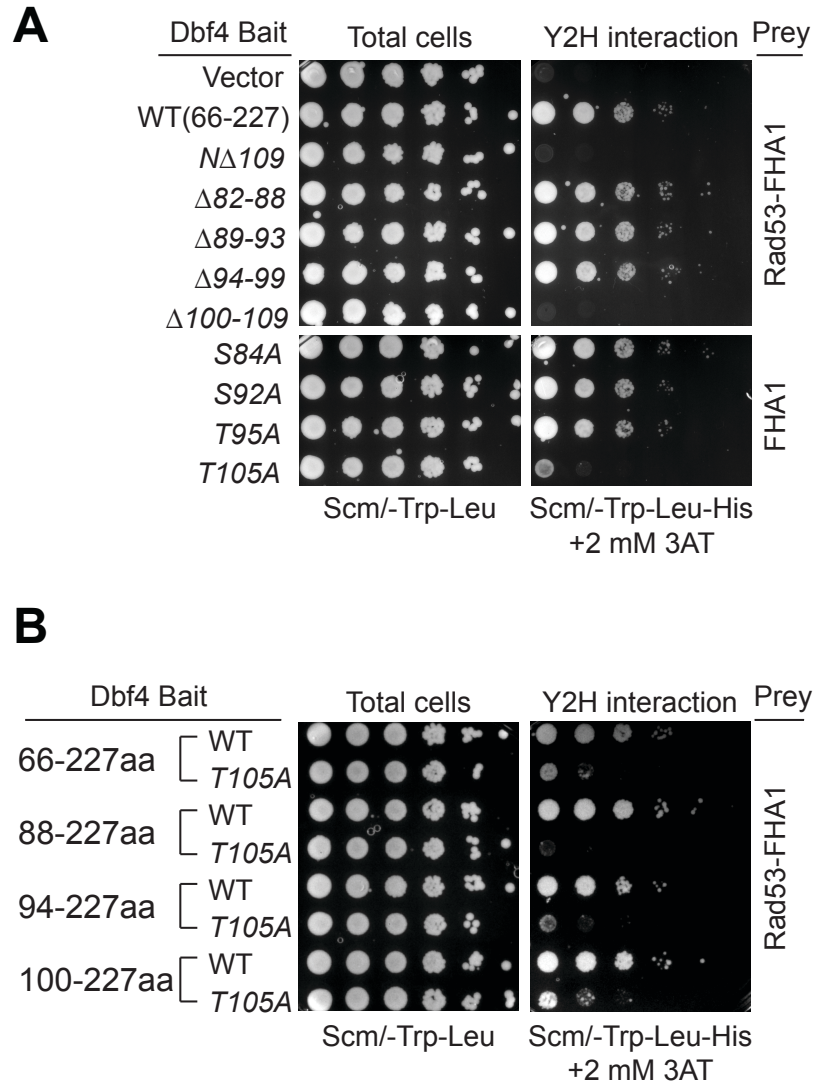 A
Dbf4 Bait Total cells Y2H interaction Prey
Vector
WT(66-227)
NΔ109
Δ82-88
Δ89-93
Δ94-99
Δ100-109
Rad53-FHA1
S84A
S92A
T95A
T105A
FHA1
Scm/-Trp-Leu Scm/-Trp-Leu-His
+2 mM 3AT
B
Dbf4 Bait Total cells Y2H interaction Prey
66-227aa WT
T105A
88-227aa WT
T105A
94-227aa WT
T105A
100-227aa WT
T105A
Rad53-FHA1
Scm/-Trp-Leu Scm/-Trp-Leu-His
+2 mM 3AT